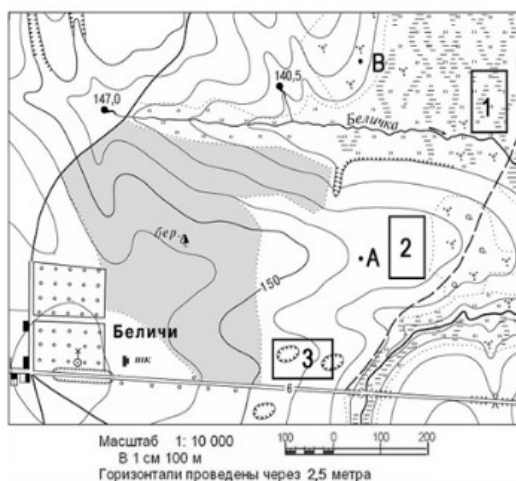 147,0
140,5
В
Беличка
1
бер.
150
А
2
Беличи
шк
3
6
Масштаб 1: 10 000
В 1 см 100 м
Горизонтали проведены через 2,5 метра
100 0 100 200